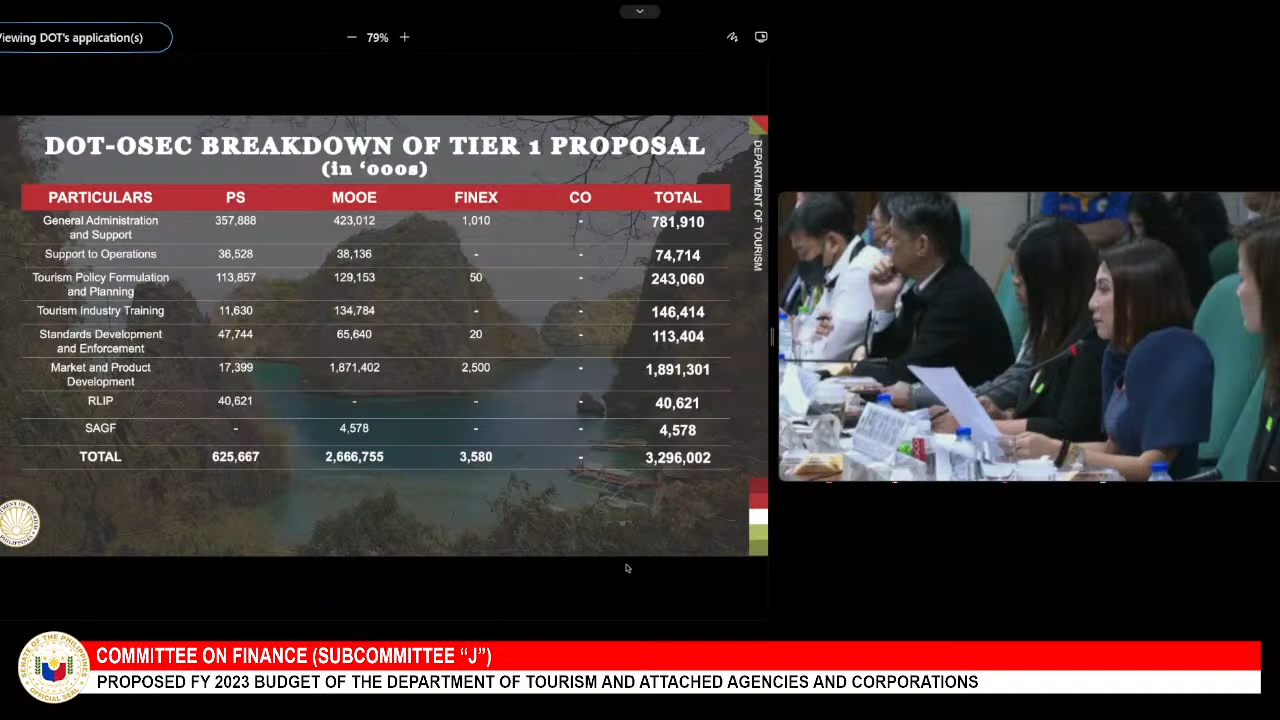 Viewing DOT's application(s)
79%
DOT-OSEC BREAKDOWN OF TIER 1 PROPOSAL
(in '000s)
PARTICULARS PS MOOE FINEX CO TOTAL
General Administration and Support 357,888 423,012 1,010 - 781,910
Support to Operations 36,528 38,136 - - 74,714
Tourism Policy Formulation and Planning 113,857 129,153 50 - 243,060
Tourism Industry Training 11,630 134,784 - - 146,414
Standards Development and Enforcement 47,744 65,640 20 - 113,404
Market and Product Development 17,399 1,871,402 2,500 - 1,891,301
RLIP 40,621 - - - 40,621
SAGF - 4,578 - - 4,578
TOTAL 625,667 2,666,755 3,580 - 3,296,002
DEPARTMENT OF TOURISM
SENATE OF THE PHILIPPINES
OFFICIAL SEAL
COMMITTEE ON FINANCE (SUBCOMMITTEE “J”)
PROPOSED FY 2023 BUDGET OF THE DEPARTMENT OF TOURISM AND ATTACHED AGENCIES AND CORPORATIONS